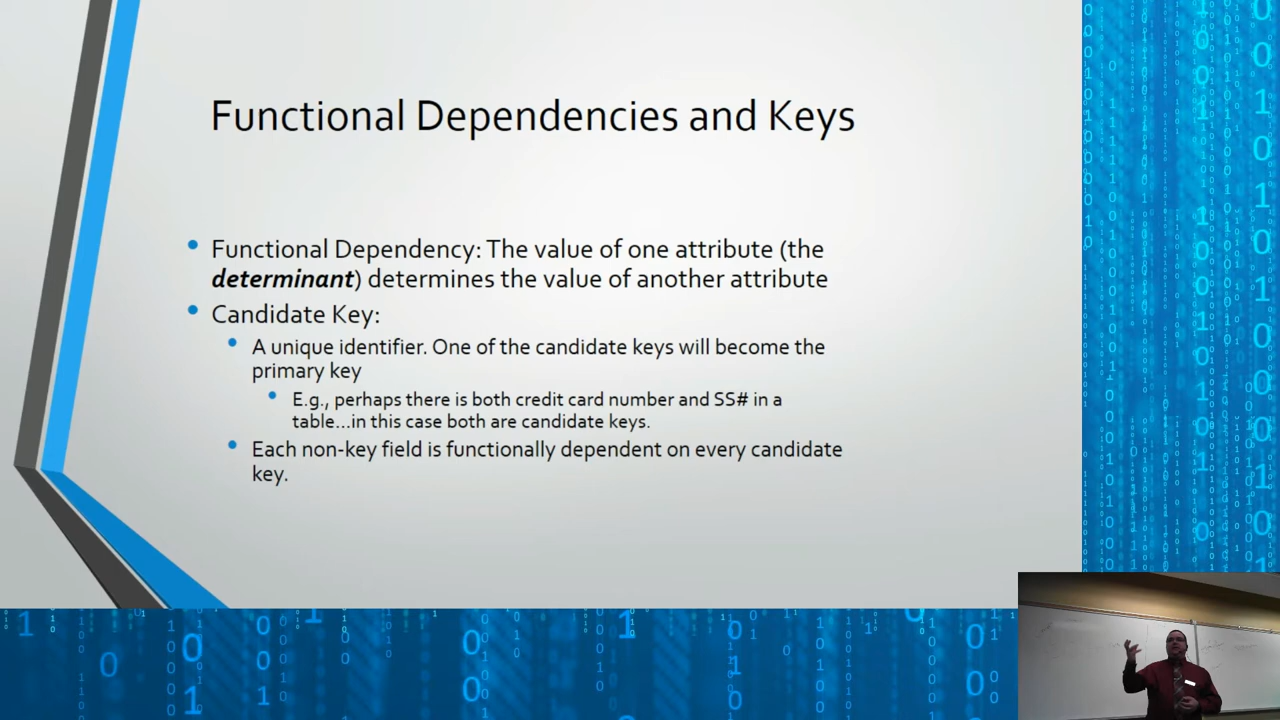 Functional Dependencies and Keys
Functional Dependency: The value of one attribute (the
determinant) determines the value of another attribute
Candidate Key:
A unique identifier. One of the candidate keys will become the
primary key
E.g., perhaps there is both credit card number and SS# in a
table...in this case both are candidate keys.
Each non-key field is functionally dependent on every candidate
key.